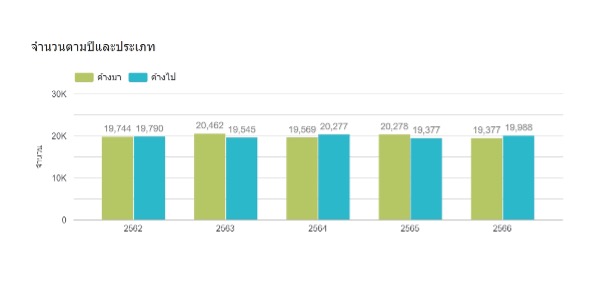 จำนวนตามปีและประเภท
ค้างมา ค้างไป
30K
20K
10K
0
จำนวน
19,744 19,790 20,462 19,545 19,569 20,277 20,278 19,377 19,377 19,988
2562 2563 2564 2565 2566